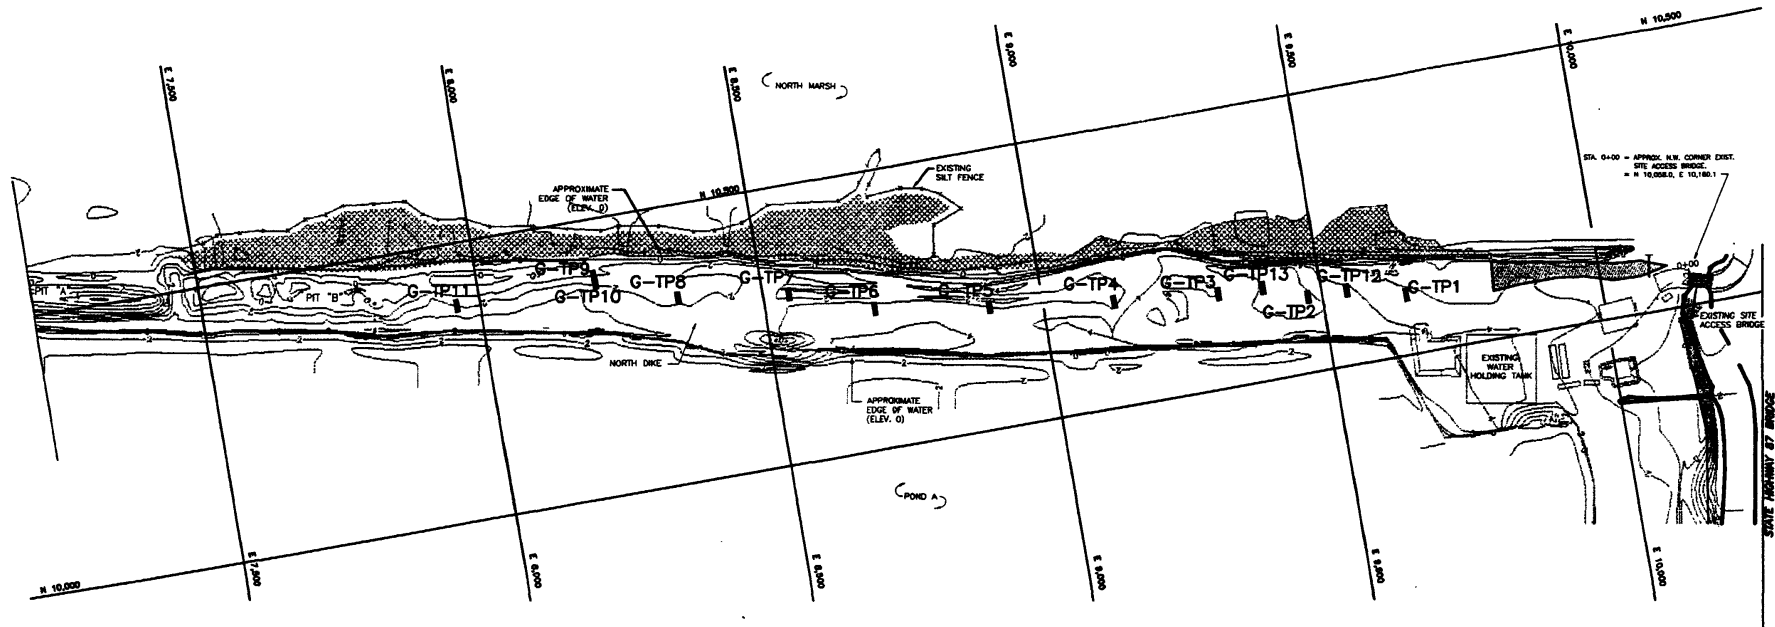 N 10,500
E 7,500
E 8,000
E 8,500
E 9,000
E 9,500
E 10,000
NORTH MARSH
STA. 0+00 = APPROX. N.W. CORNER EXIST.
SITE ACCESS BRIDGE.
= N 10,058.0, E 10,160.1
EXISTING
SILT FENCE
APPROXIMATE
EDGE OF WATER
(ELEV. 0)
N 10,500
0+00
G-TP9
G-TP8
G-TP7
G-TP13
G-TP12
PIT "A"
PIT "B"
G-TP11
G-TP10
G-TP6
G-TP5
G-TP4
G-TP3
G-TP2
G-TP1
EXISTING SITE
ACCESS BRIDGE
NORTH DIKE
EXISTING
WATER
HOLDING TANK
APPROXIMATE
EDGE OF WATER
(ELEV. 0)
POND A
STATE HIGHWAY 87 BRIDGE
N 10,000
E 7,500
E 8,000
E 8,500
E 9,000
E 9,500
E 10,000